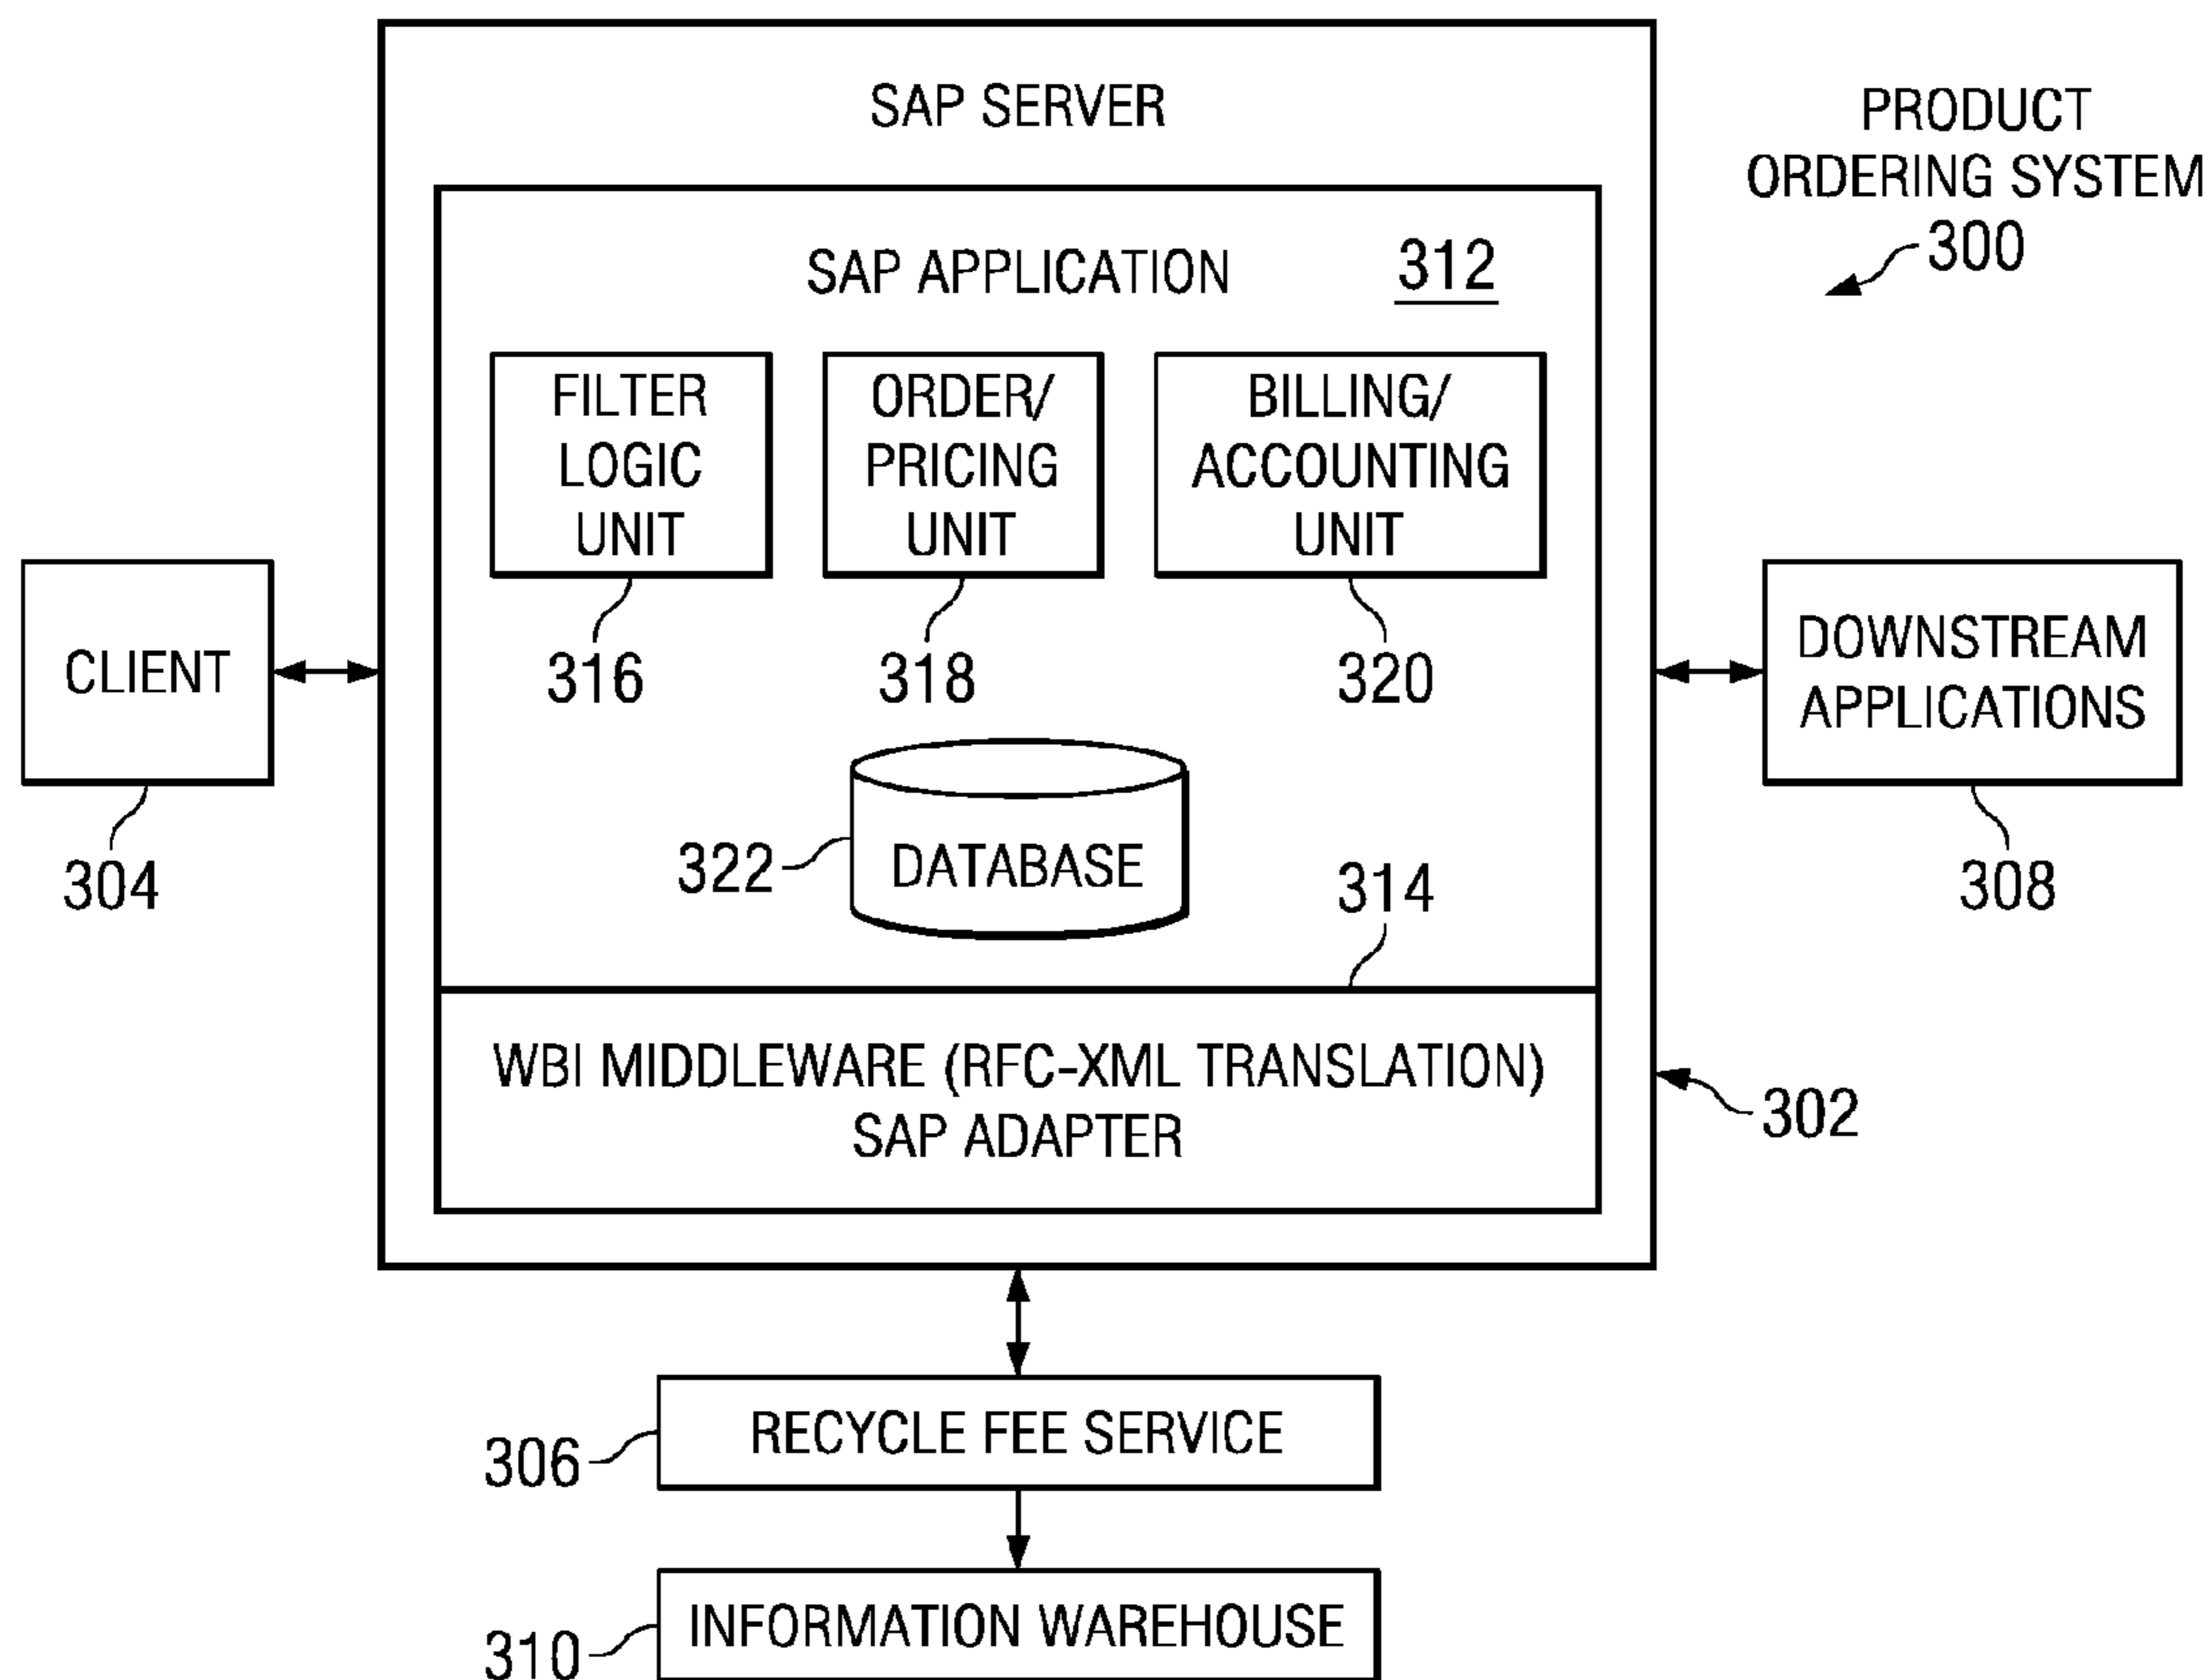 SAP SERVER
PRODUCT
ORDERING SYSTEM
300
SAP APPLICATION
312
FILTER
LOGIC
UNIT
ORDER/
PRICING
UNIT
BILLING/
ACCOUNTING
UNIT
316
318
320
CLIENT
304
DOWNSTREAM
APPLICATIONS
308
322
DATABASE
314
WBI MIDDLEWARE (RFC-XML TRANSLATION)
SAP ADAPTER
302
RECYCLE FEE SERVICE
306
INFORMATION WAREHOUSE
310